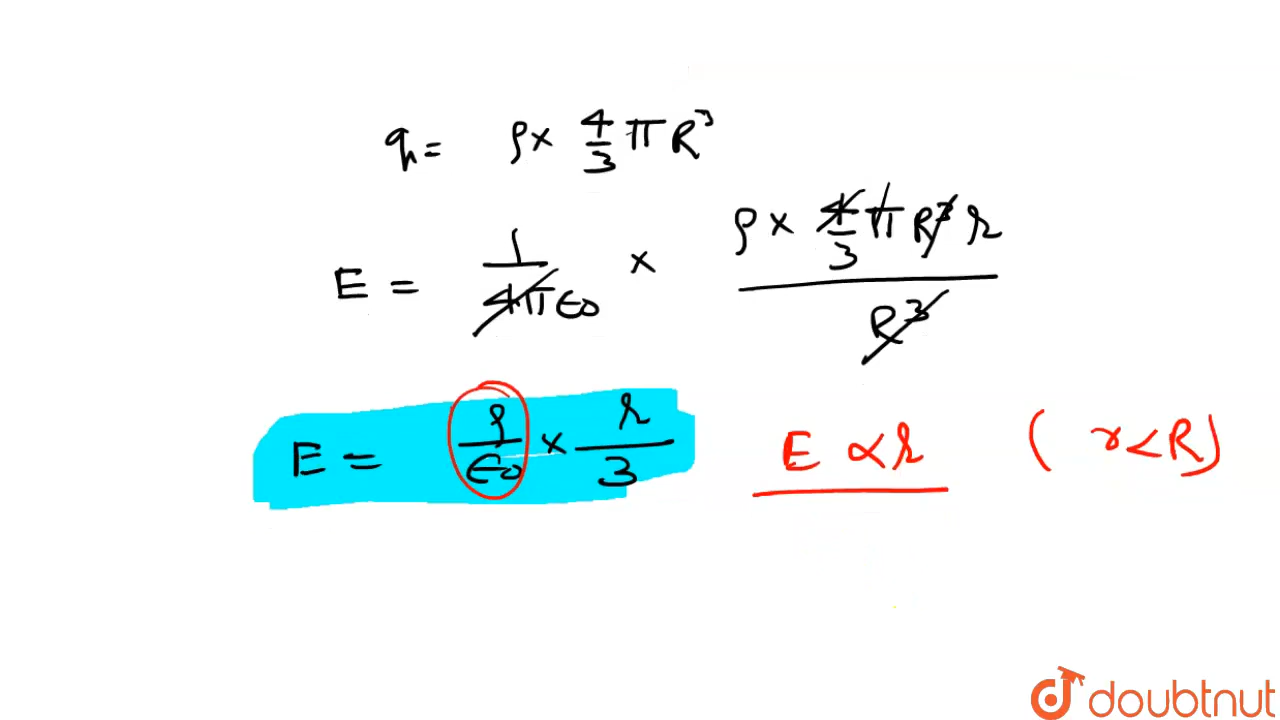 q = ρ × 4/3 π R³
E = 1/4πε0 × ρ × 4/3 π R³ r / R³
E = ρ/ε0 × r/3 E ∝ r ( r < R )
doubtnut